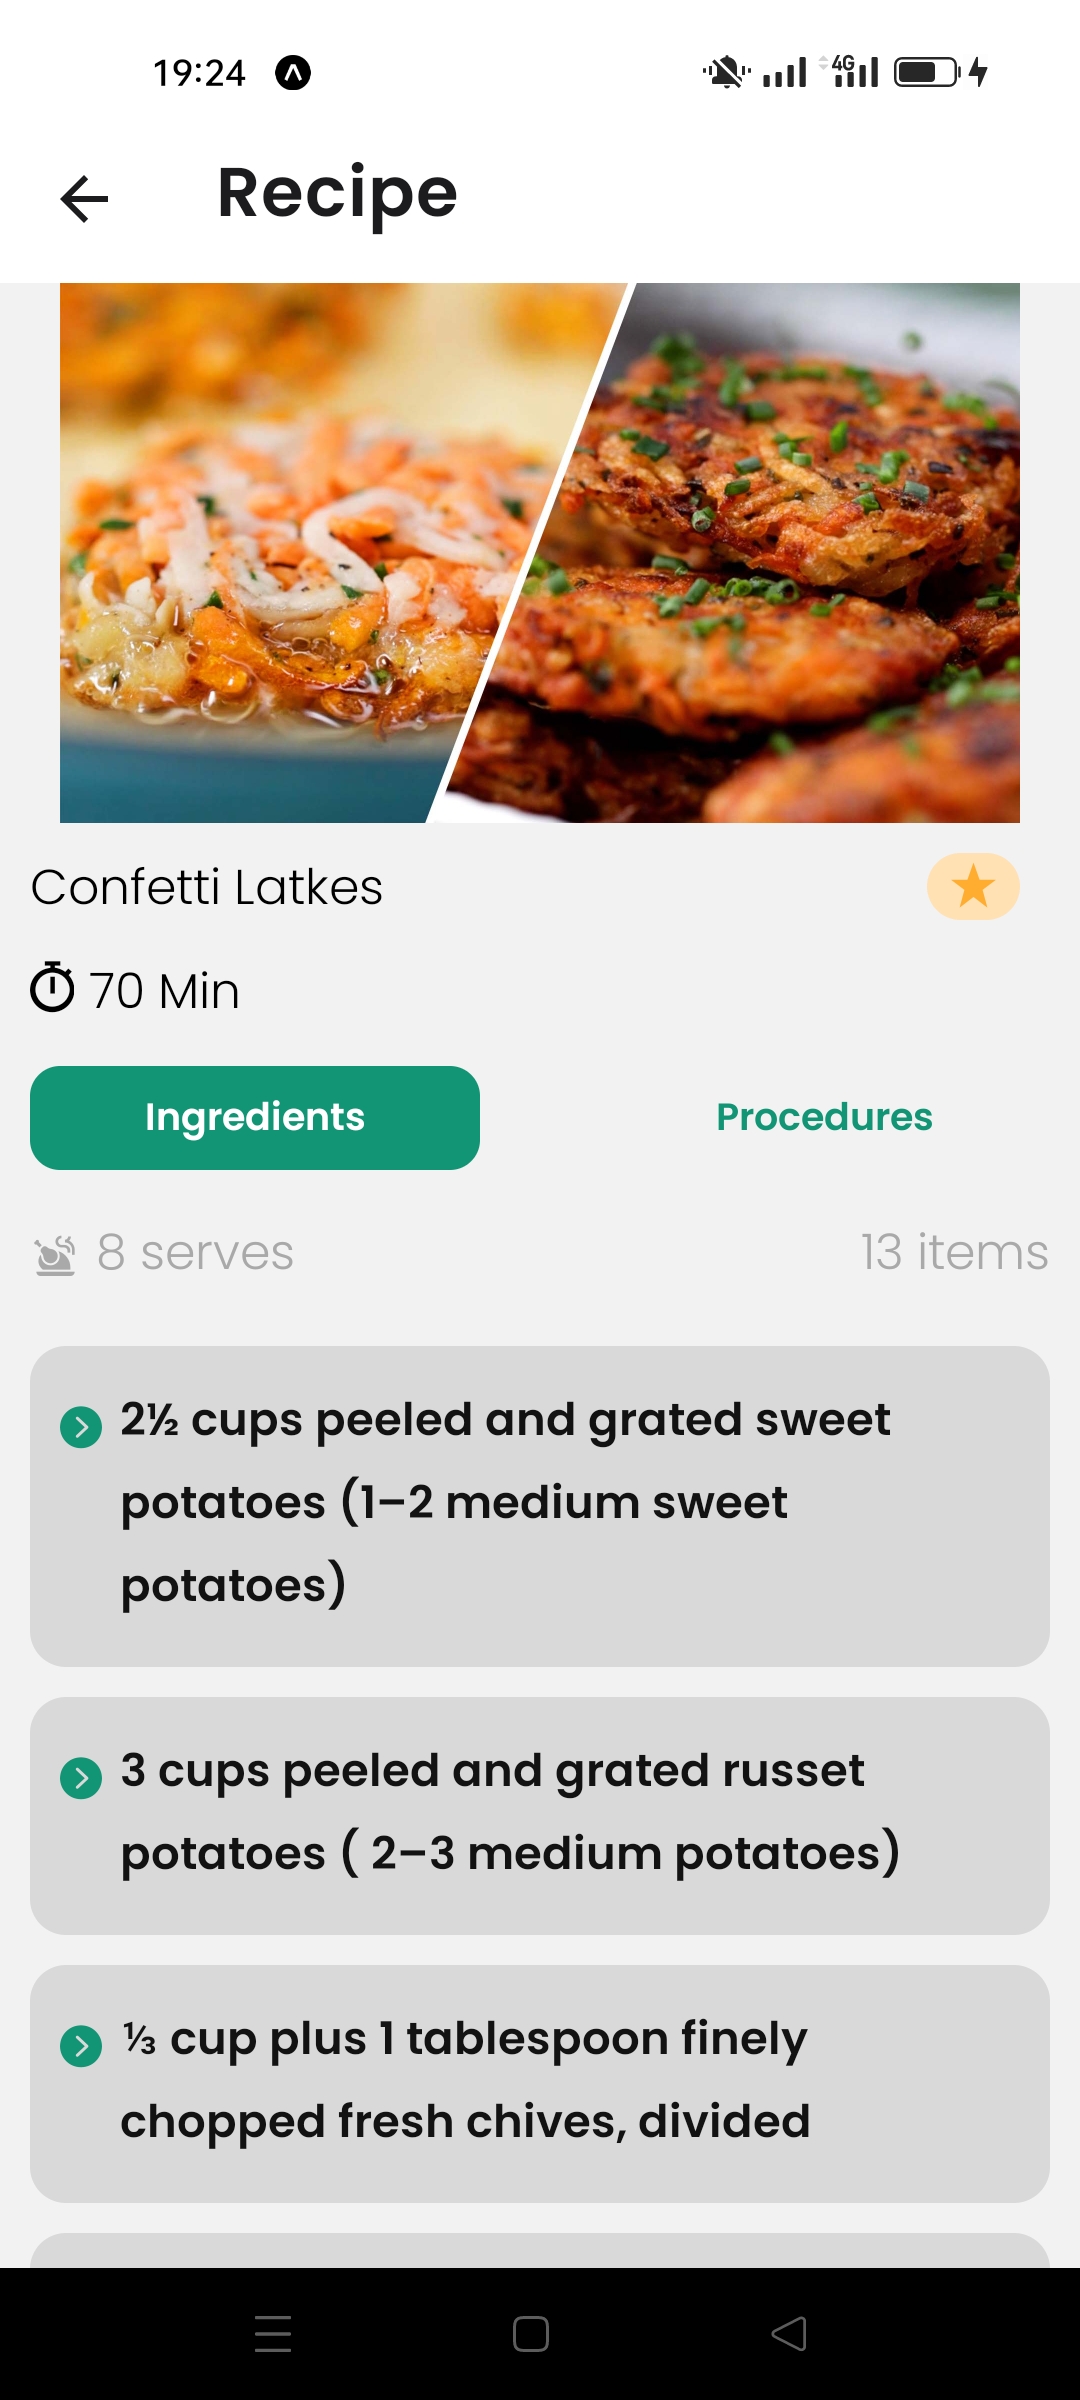 19:24
4G
Recipe
Confetti Latkes
70 Min
Ingredients
Procedures
8 serves
13 items
2½ cups peeled and grated sweet
potatoes (1–2 medium sweet
potatoes)
3 cups peeled and grated russet
potatoes ( 2–3 medium potatoes)
⅓ cup plus 1 tablespoon finely
chopped fresh chives, divided